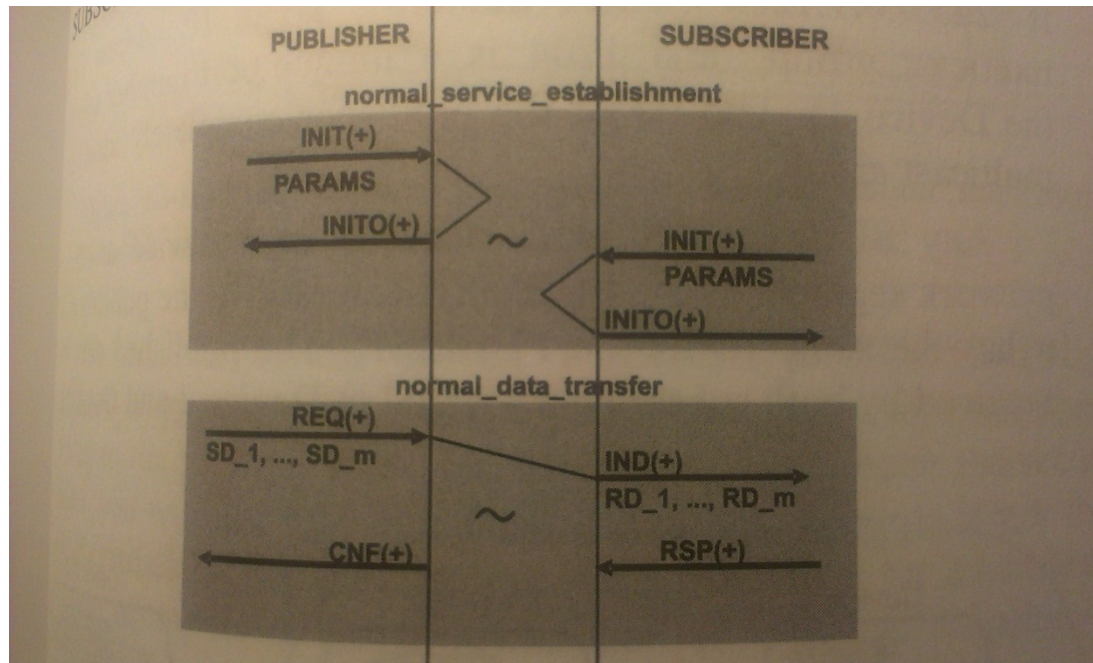 PUBLISHER SUBSCRIBER
normal_service_establishment
INIT(+)
PARAMS
INITO(+)
INIT(+)
PARAMS
INITO(+)
normal_data_transfer
REQ(+)
SD_1, ..., SD_m
IND(+)
RD_1, ..., RD_m
CNF(+)
RSP(+)